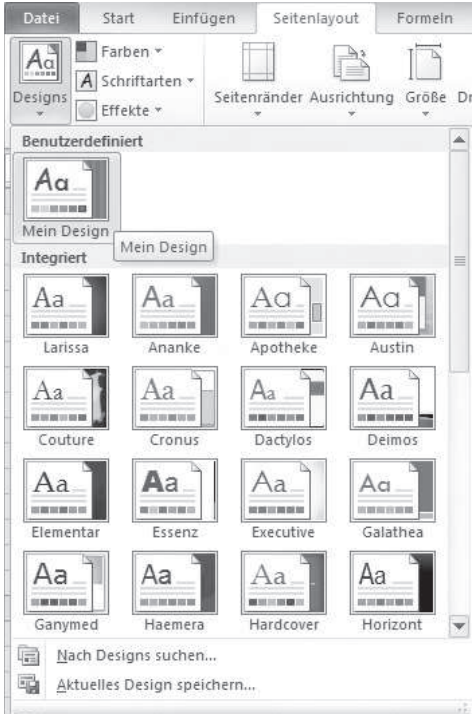 Datei Start Einfügen Seitenlayout Formeln
Aa Designs
Farben
A Schriftarten
Effekte
Seitenränder Ausrichtung Größe Dr
Benutzerdefiniert
Aa
Mein Design
Mein Design
Integriert
Aa Aa Aa Aa
Larissa Ananke Apotheke Austin
Aa Aa Aa Aa
Couture Cronus Dactylos Deimos
Aa Aa Aa Aa
Elementar Essenz Executive Galathea
Aa Aa Aa Aa
Ganymed Haemera Hardcover Horizont
Nach Designs suchen...
Aktuelles Design speichern...